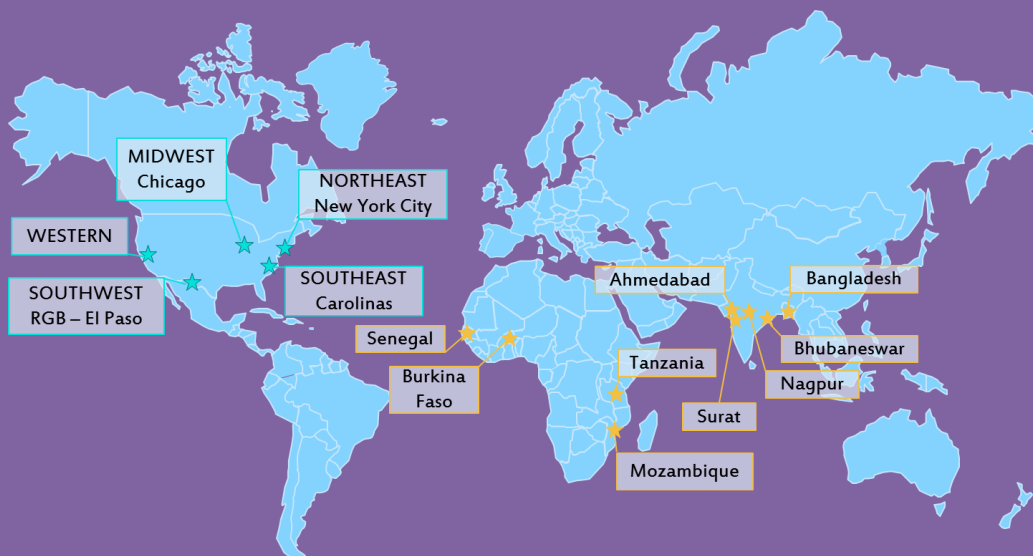 MIDWEST
Chicago
NORTHEAST
New York City
WESTERN
SOUTHWEST
RGB – El Paso
SOUTHEAST
Carolinas
Senegal
Burkina
Faso
Ahmedabad
Bangladesh
Tanzania
Bhubaneswar
Nagpur
Surat
Mozambique